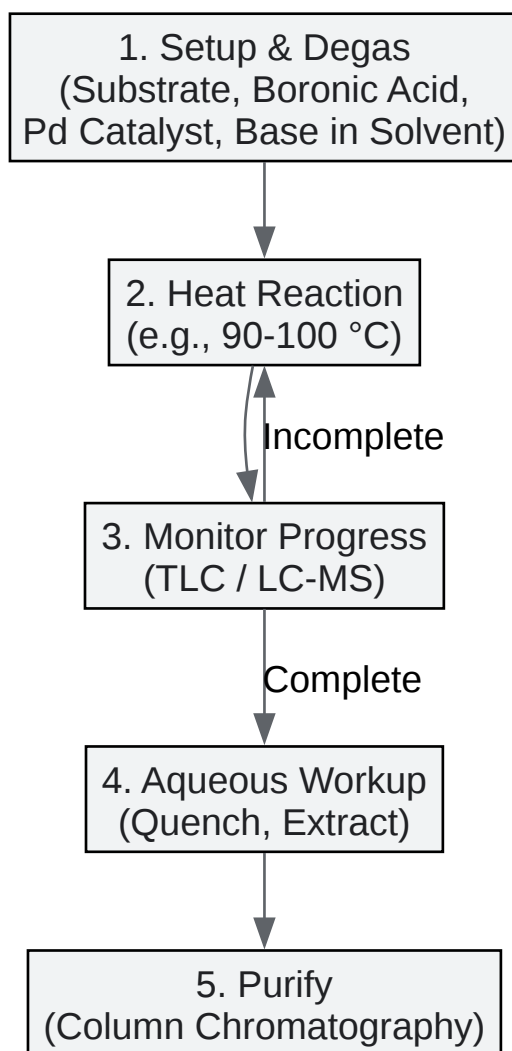 1. Setup & Degas
(Substrate, Boronic Acid,
Pd Catalyst, Base in Solvent)
2. Heat Reaction
(e.g., 90-100 °C)
Incomplete
3. Monitor Progress
(TLC / LC-MS)
Complete
4. Aqueous Workup
(Quench, Extract)
5. Purify
(Column Chromatography)